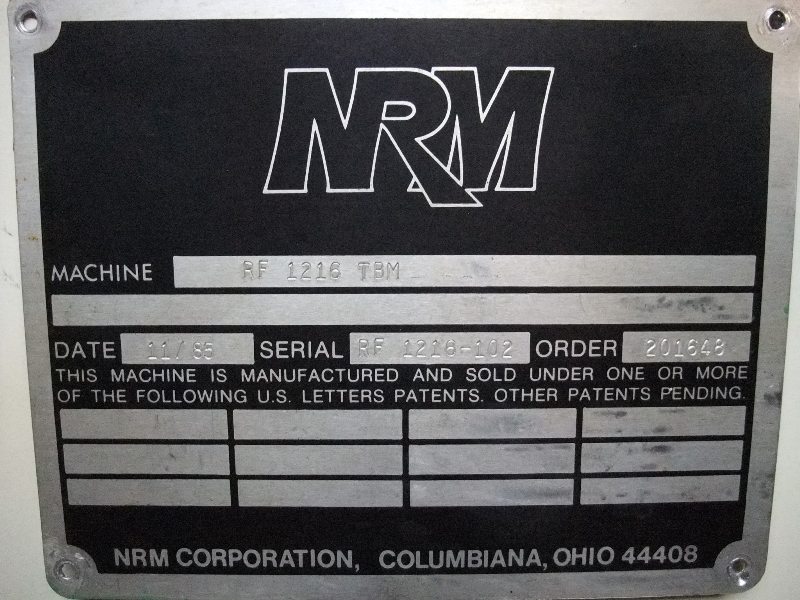 NRM
MACHINE RF 1216 TBM
DATE 11/85 SERIAL RF 1216-102 ORDER 201648
THIS MACHINE IS MANUFACTURED AND SOLD UNDER ONE OR MORE
OF THE FOLLOWING U.S. LETTERS PATENTS. OTHER PATENTS PENDING.
NRM CORPORATION, COLUMBIANA, OHIO 44408